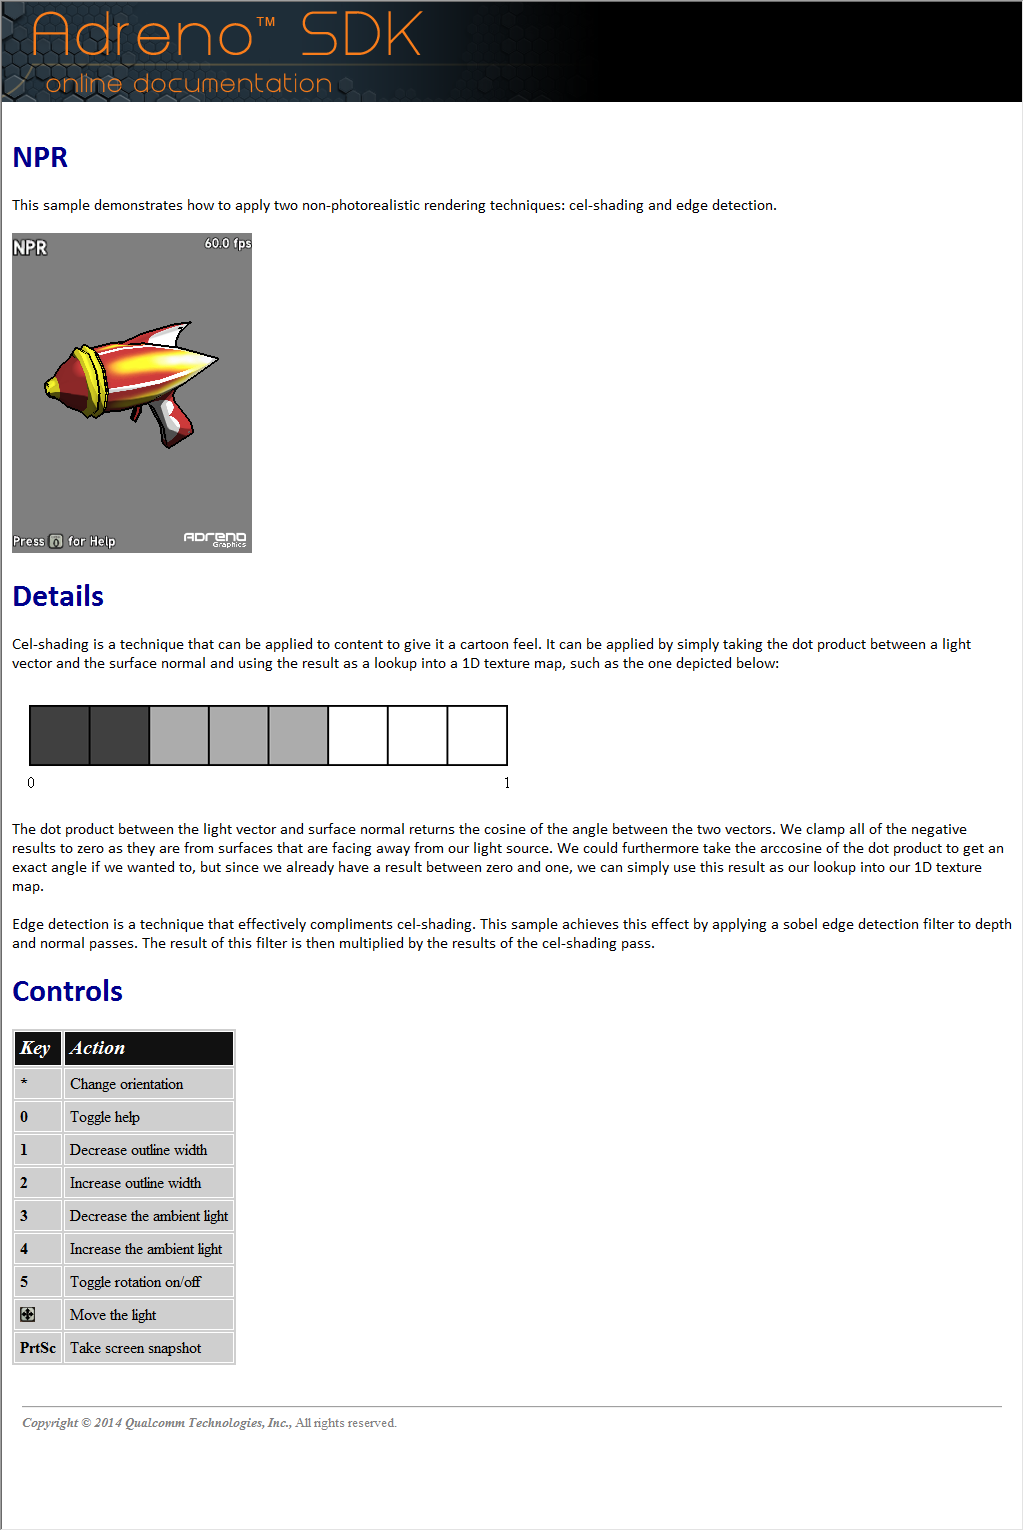 Adreno™ SDK
online documentation
NPR
This sample demonstrates how to apply two non-photorealistic rendering techniques: cel-shading and edge detection.
NPR
60.0 fps
Press 0 for Help
ADRENO
Graphics
Details
Cel-shading is a technique that can be applied to content to give it a cartoon feel. It can be applied by simply taking the dot product between a light
vector and the surface normal and using the result as a lookup into a 1D texture map, such as the one depicted below:
0 1
The dot product between the light vector and surface normal returns the cosine of the angle between the two vectors. We clamp all of the negative
results to zero as they are from surfaces that are facing away from our light source. We could furthermore take the arccosine of the dot product to get an
exact angle if we wanted to, but since we already have a result between zero and one, we can simply use this result as our lookup into our 1D texture
map.
Edge detection is a technique that effectively compliments cel-shading. This sample achieves this effect by applying a sobel edge detection filter to depth
and normal passes. The result of this filter is then multiplied by the results of the cel-shading pass.
Controls
Key Action
* Change orientation
0 Toggle help
1 Decrease outline width
2 Increase outline width
3 Decrease the ambient light
4 Increase the ambient light
5 Toggle rotation on/off
Move the light
PrtSc Take screen snapshot
Copyright © 2014 Qualcomm Technologies, Inc., All rights reserved.